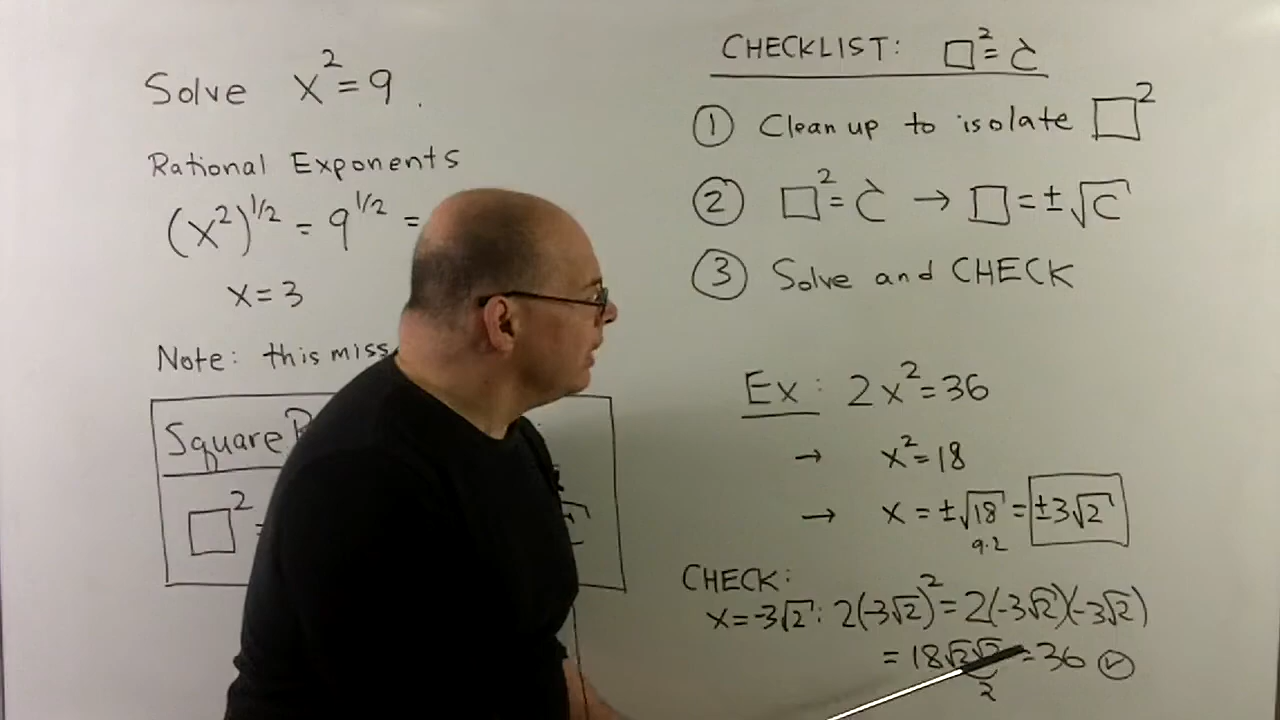 Solve x²=9.
Rational Exponents
(x²)^1/2 = 9^1/2 =
x=3
Note: this
Square
□² =
CHECKLIST: □²=C
① Clean up to isolate □²
② □²=C → □=±√C
③ Solve and CHECK
Ex: 2x²=36
→ x²=18
→ x=±√18=±3√2
9·2
CHECK:
x=-3√2: 2(-3√2)²=2(-3√2)(-3√2)
=18√2√2=36 ✓
2